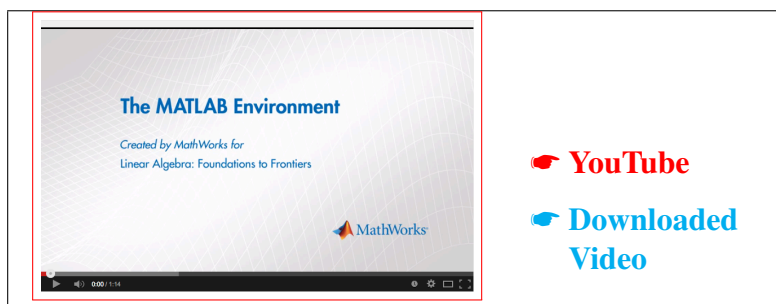 The MATLAB Environment
Created by MathWorks for
Linear Algebra: Foundations to Frontiers
MathWorks
0:00 / 1:14
☛ YouTube
☛ Downloaded
Video